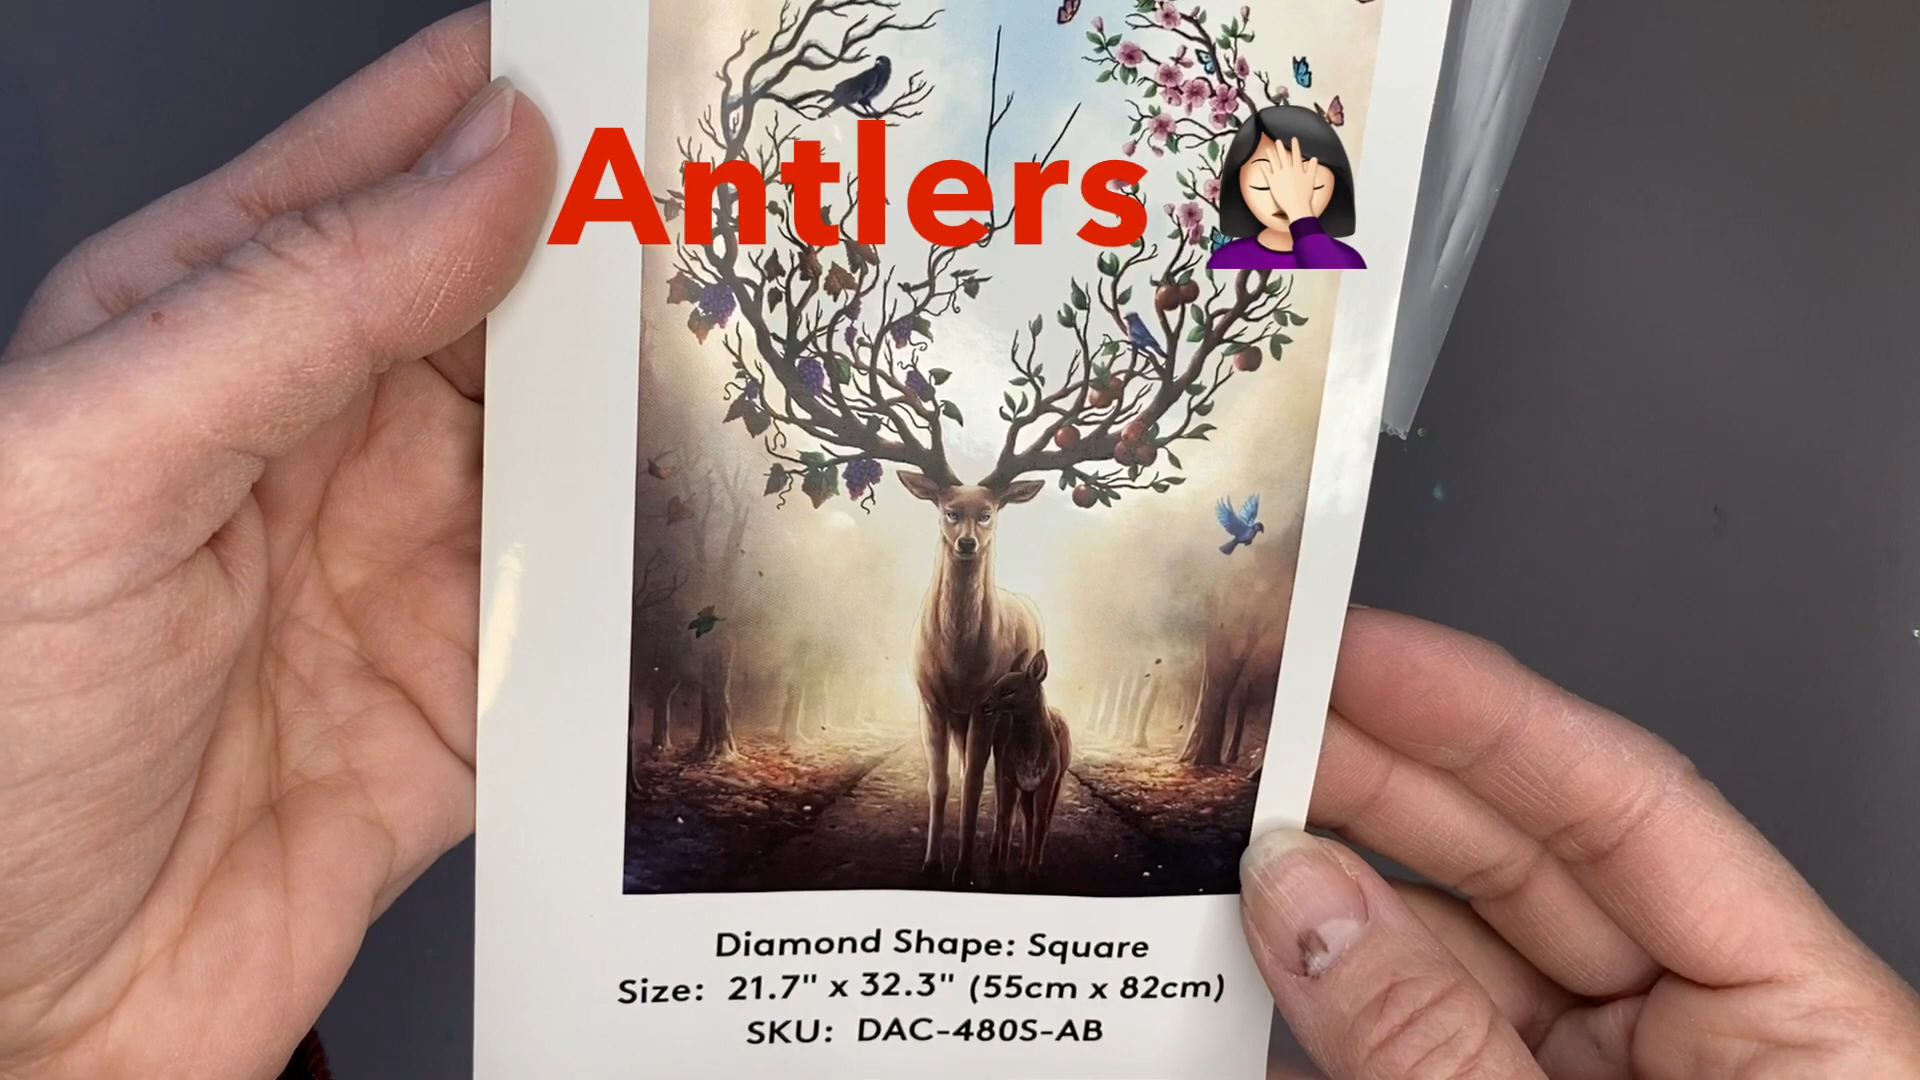 Antlers 🤦🏻‍♀️
Diamond Shape: Square
Size: 21.7" x 32.3" (55cm x 82cm)
SKU: DAC-480S-AB